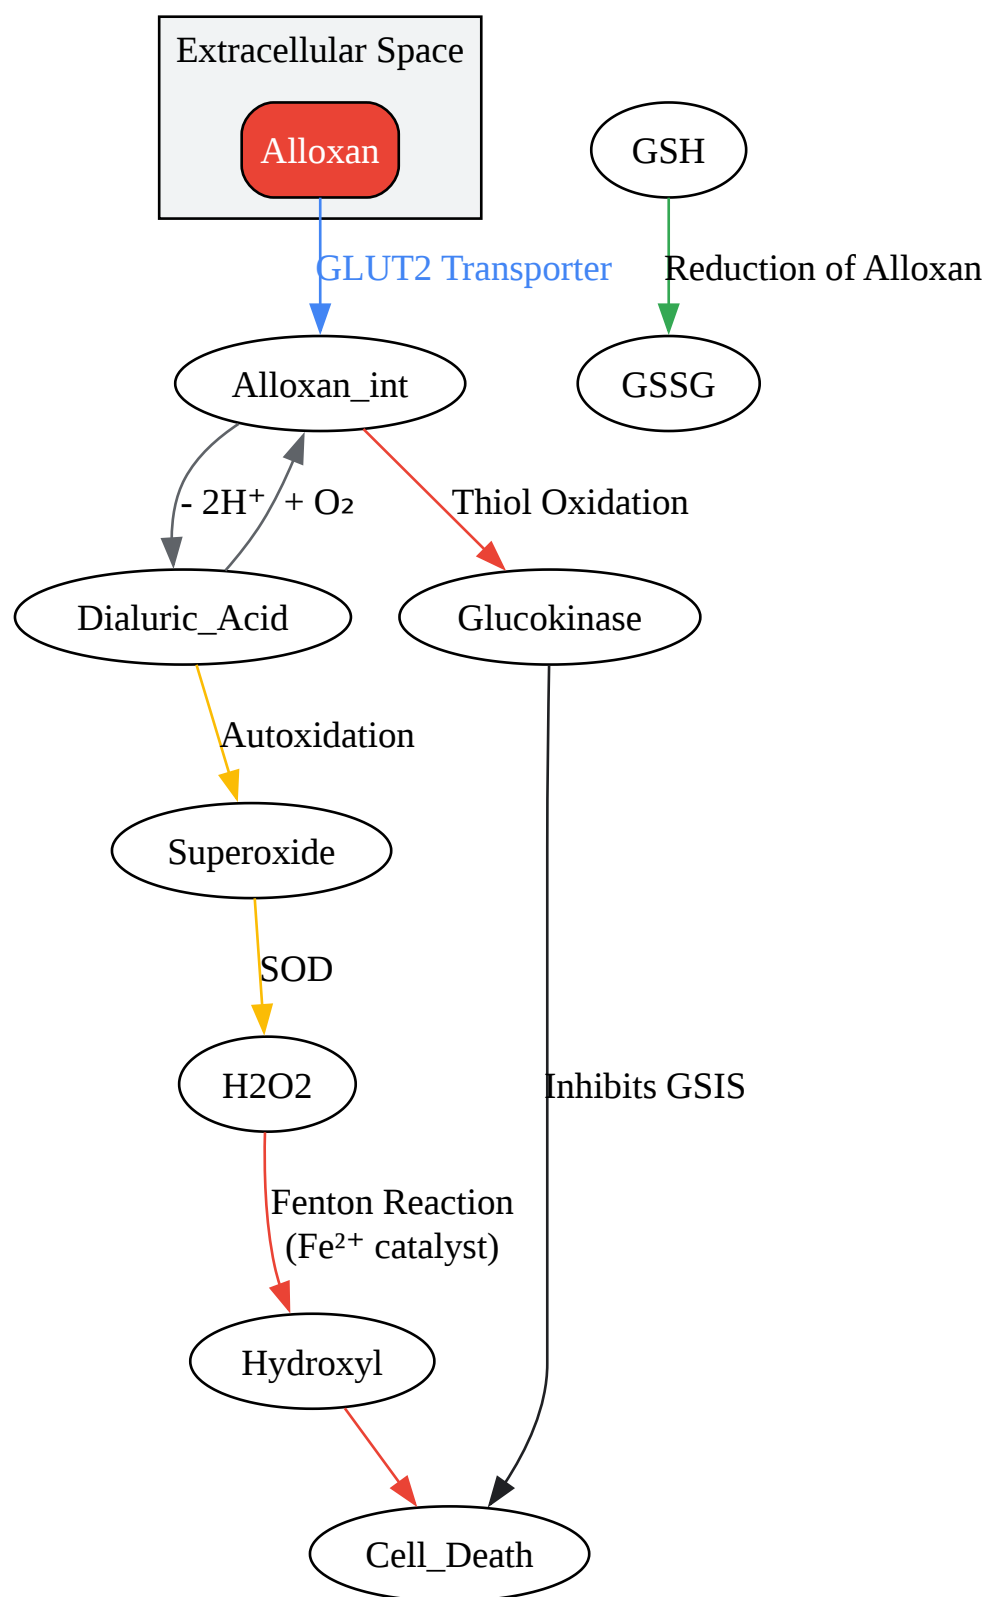 Extracellular Space
Alloxan
GSH
GLUT2 Transporter
Reduction of Alloxan
Alloxan_int
GSSG
- 2H⁺
+ O₂
Thiol Oxidation
Dialuric_Acid
Glucokinase
Autoxidation
Superoxide
SOD
H2O2
Inhibits GSIS
Fenton Reaction
(Fe²⁺ catalyst)
Hydroxyl
Cell_Death